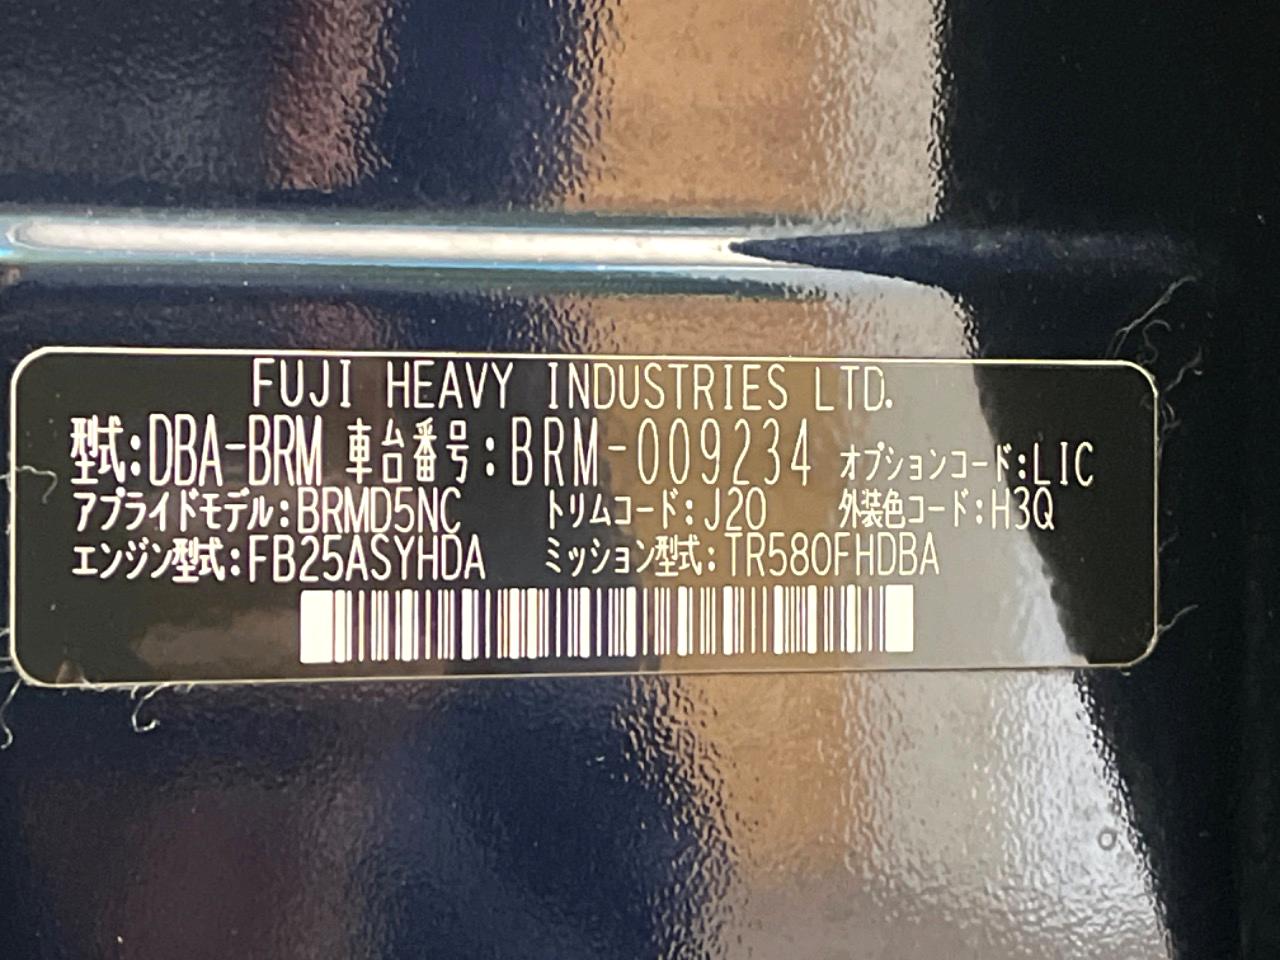 FUJI HEAVY INDUSTRIES LTD.
型式:DBA-BRM 車台番号:BRM-009234 オプションコード:LIC
アプライドモデル:BRMD5NC トリムコード:J20 外装色コード:H3Q
エンジン型式:FB25ASYHDA ミッション型式:TR580FHDBA